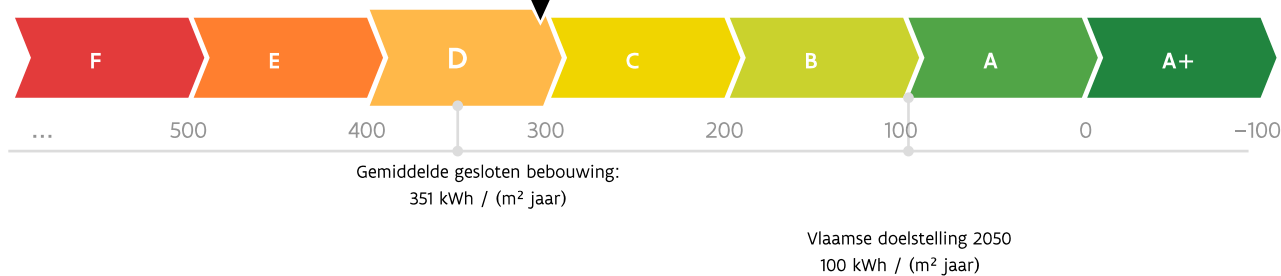 F E D C B A A+
... 500 400 300 200 100 0 –100
Gemiddelde gesloten bebouwing:
351 kWh / (m² jaar)
Vlaamse doelstelling 2050
100 kWh / (m² jaar)